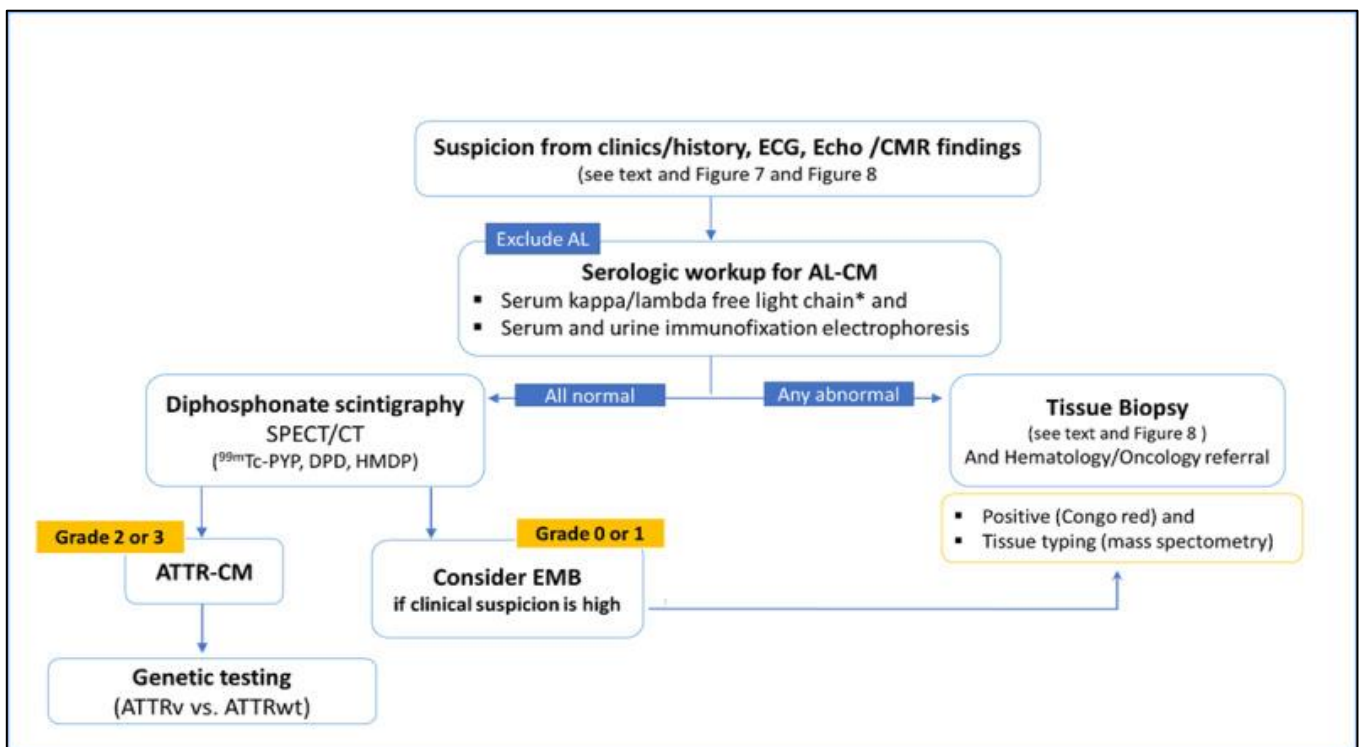 Suspicion from clinics/history, ECG, Echo /CMR findings
(see text and Figure 7 and Figure 8
Exclude AL
Serologic workup for AL-CM
▪ Serum kappa/lambda free light chain* and
▪ Serum and urine immunofixation electrophoresis
All normal
Any abnormal
Diphosphonate scintigraphy
SPECT/CT
(⁹⁹ᵐTc-PYP, DPD, HMDP)
Tissue Biopsy
(see text and Figure 8 )
And Hematology/Oncology referral
▪ Positive (Congo red) and
▪ Tissue typing (mass spectometry)
Grade 2 or 3
ATTR-CM
Grade 0 or 1
Consider EMB
if clinical suspicion is high
Genetic testing
(ATTRv vs. ATTRwt)